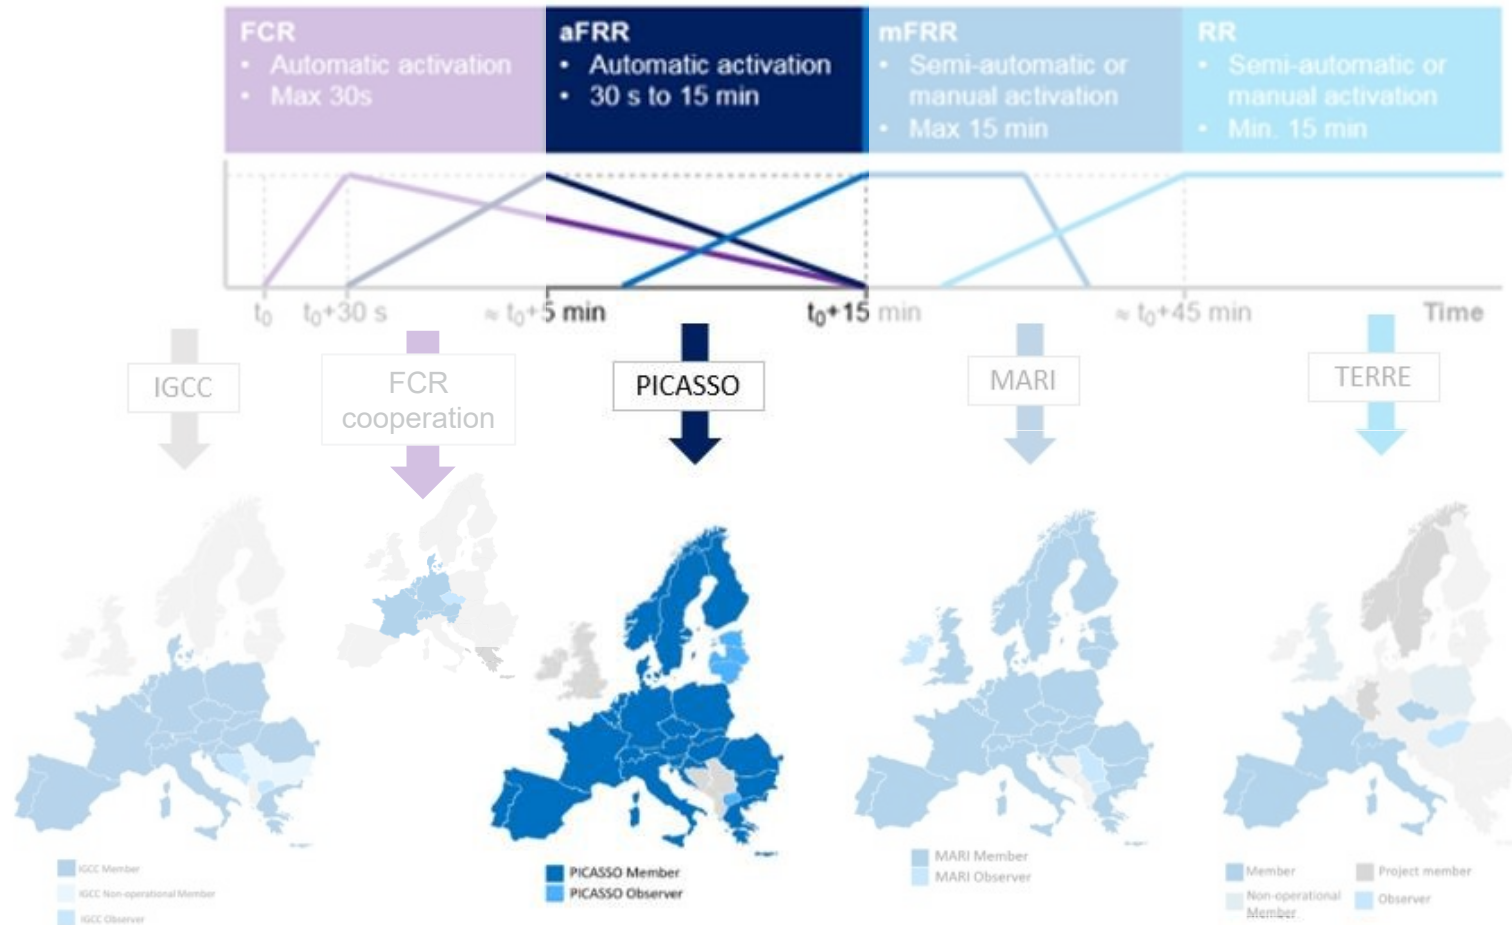 FCR
• Automatic activation
• Max 30s
aFRR
• Automatic activation
• 30 s to 15 min
mFRR
• Semi-automatic or
manual activation
• Max 15 min
RR
• Semi-automatic or
manual activation
• Min. 15 min
t₀
t₀+30 s
≈ t₀+5 min
t₀+15 min
≈ t₀+45 min
Time
IGCC
FCR
cooperation
PICASSO
MARI
TERRE
IGCC Member
IGCC Non-operational Member
IGCC Observer
PICASSO Member
PICASSO Observer
MARI Member
MARI Observer
Member
Non-operational
Member
Project member
Observer